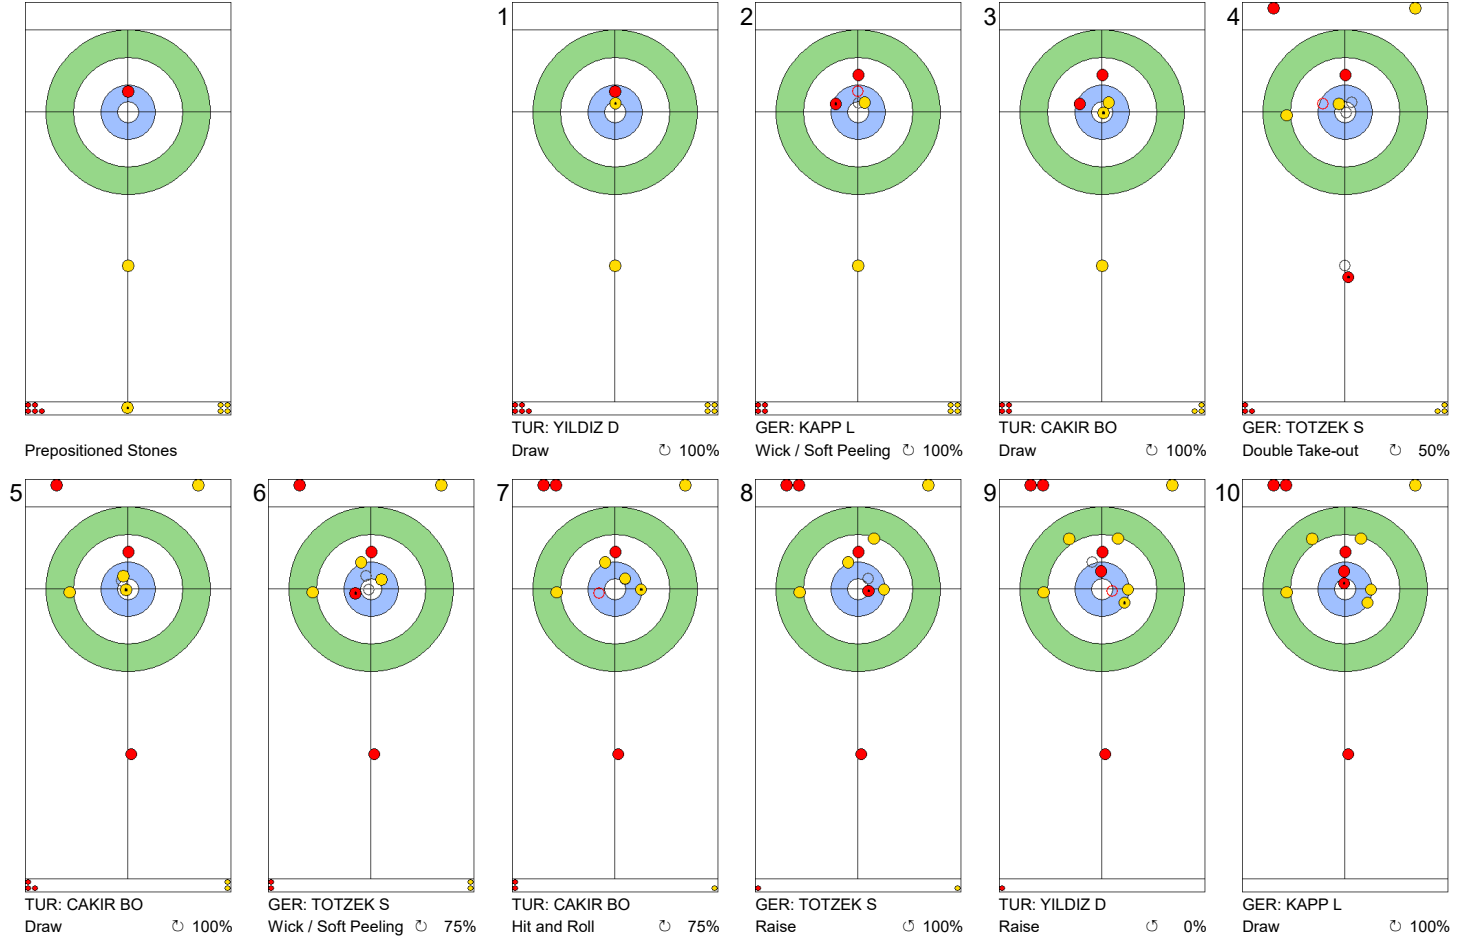 1
2
3
4
Prepositioned Stones
TUR: YILDIZ D
Draw ↻ 100%
GER: KAPP L
Wick / Soft Peeling ↻ 100%
TUR: CAKIR BO
Draw ↻ 100%
GER: TOTZEK S
Double Take-out ↻ 50%
5
6
7
8
9
10
TUR: CAKIR BO
Draw ↻ 100%
GER: TOTZEK S
Wick / Soft Peeling ↻ 75%
TUR: CAKIR BO
Hit and Roll ↻ 75%
GER: TOTZEK S
Raise ↺ 100%
TUR: YILDIZ D
Raise ↺ 0%
GER: KAPP L
Draw ↻ 100%